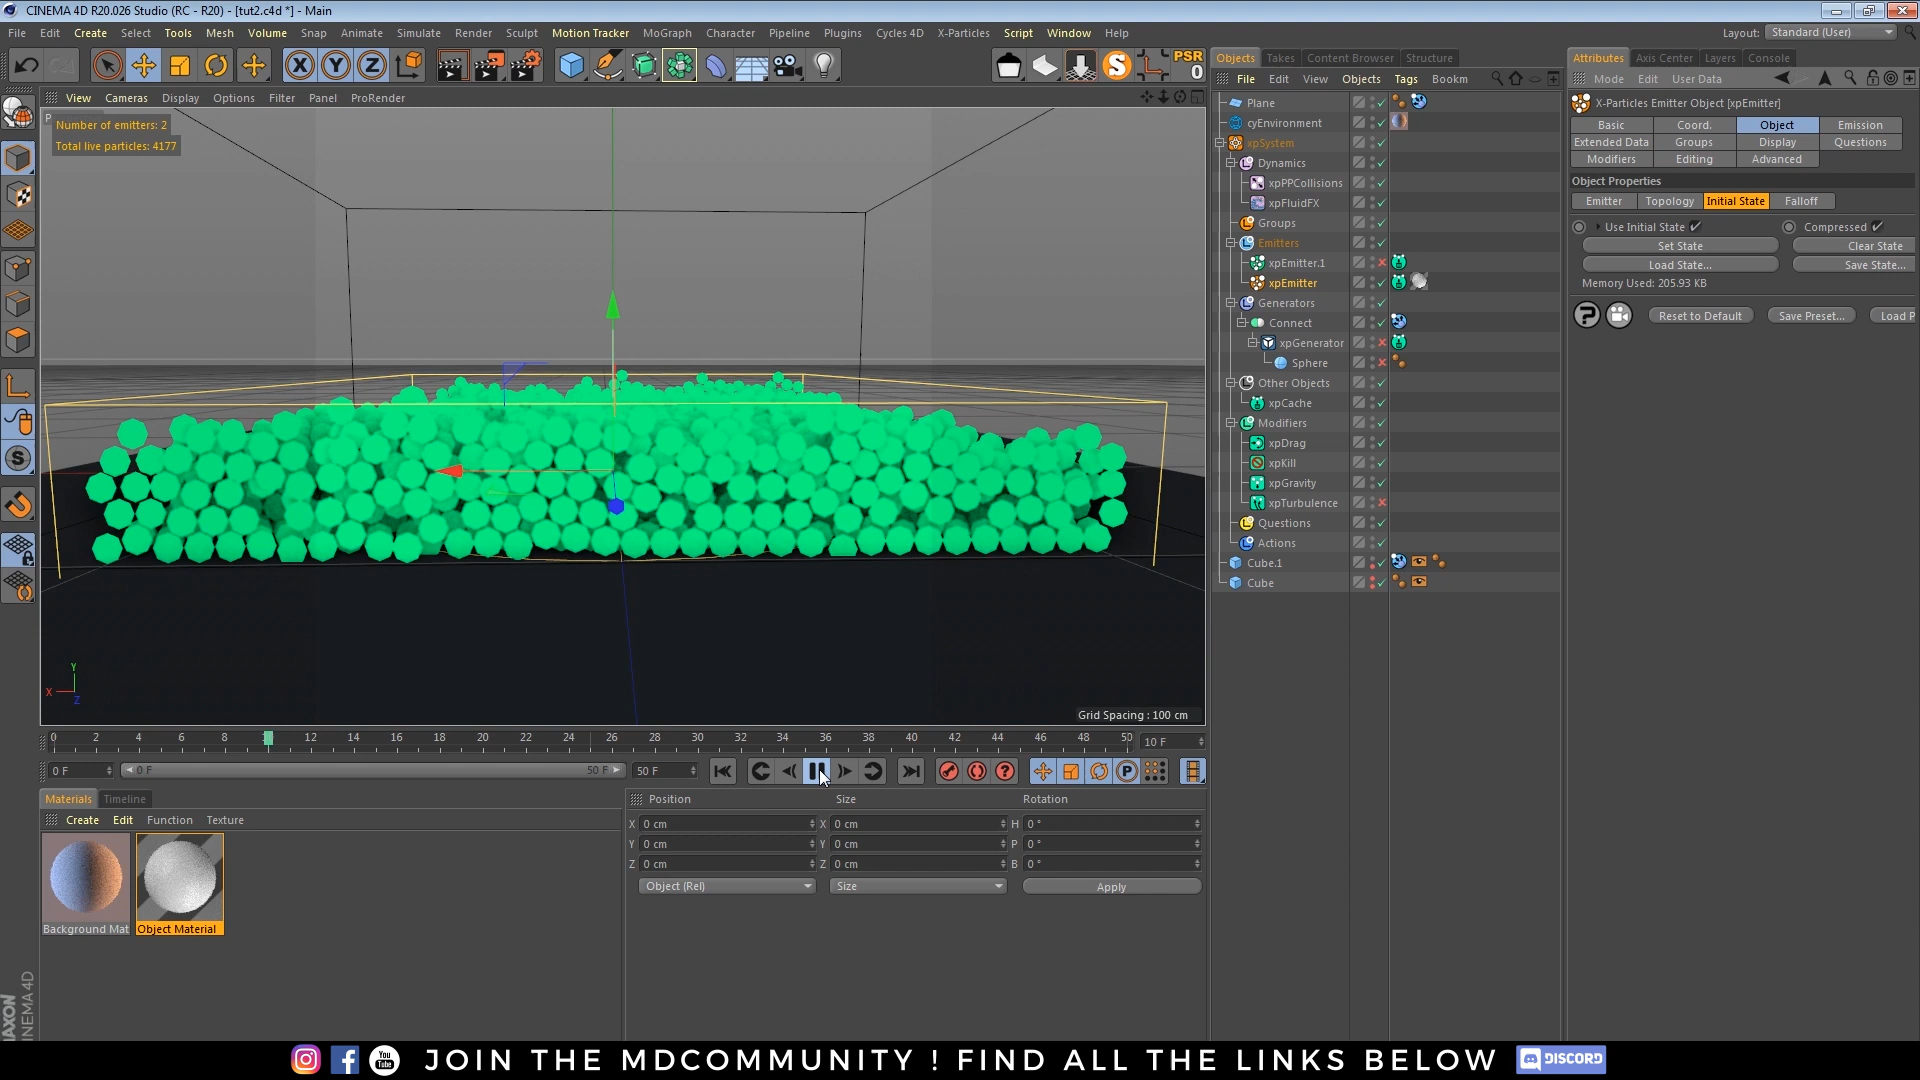 CINEMA 4D R20.026 Studio (RC - R20) - [tut2.c4d *] - Main
File Edit Create Select Tools Mesh Volume Snap Animate Simulate Render Sculpt Motion Tracker MoGraph Character Pipeline Plugins Cycles 4D X-Particles Script Window Help
Layout: Standard (User)
PSR
0
Objects Takes Content Browser Structure
File Edit View Objects Tags Bookm
Attributes Axis Center Layers Console
Mode Edit User Data
View Cameras Display Options Filter Panel ProRender
P
Number of emitters: 2
Total live particles: 4177
Grid Spacing : 100 cm
Y
X
Z
Plane
cyEnvironment
xpSystem
Dynamics
xpPPCollisions
xpFluidFX
Groups
Emitters
xpEmitter.1
xpEmitter
Generators
Connect
xpGenerator
Sphere
Other Objects
xpCache
Modifiers
xpDrag
xpKill
xpGravity
xpTurbulence
Questions
Actions
Cube.1
Cube
X-Particles Emitter Object [xpEmitter]
Basic Coord. Object Emission
Extended Data Groups Display Questions
Modifiers Editing Advanced
Object Properties
Emitter Topology Initial State Falloff
Use Initial State Compressed
Set State Clear State
Load State... Save State...
Memory Used: 205.93 KB
Reset to Default Save Preset... Load P
0 2 4 6 8 12 14 16 18 20 22 24 26 28 30 32 34 36 38 40 42 44 46 48 50 10 F
0 F 0 F 50 F 50 F
Materials Timeline
Create Edit Function Texture
Background Mat Object Material
Position Size Rotation
X 0 cm X 0 cm H 0 °
Y 0 cm Y 0 cm P 0 °
Z 0 cm Z 0 cm B 0 °
Object (Rel) Size Apply
MAXON
CINEMA 4D
You Tube JOIN THE MDCOMMUNITY ! FIND ALL THE LINKS BELOW DISCORD